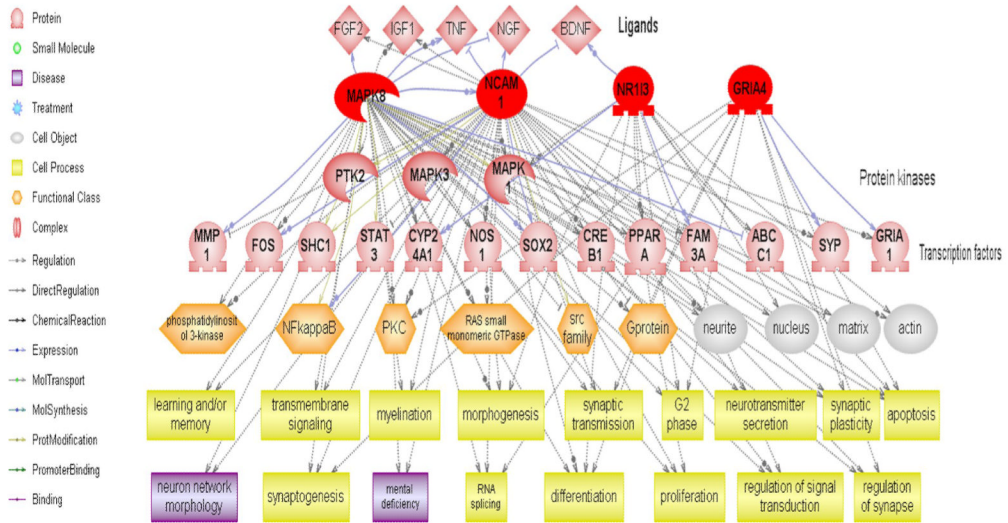 Protein
Small Molecule
Disease
Treatment
Cell Object
Cell Process
Functional Class
Complex
Regulation
DirectRegulation
ChemicalReaction
Expression
MolTransport
MolSynthesis
ProtModification
PromoterBinding
Binding
FGF2
IGF1
TNF
NGF
BDNF
Ligands
MAPK8
NCAM
1
NR1I3
GRIA4
PTK2
MAPK3
MAPK
1
Protein kinases
MMP
1
FOS
SHC1
STAT
3
CYP2
4A1
NOS
1
SOX2
CRE
B1
PPAR
A
FAM
3A
ABC
C1
SYP
GRIA
1
Transcription factors
phosphatidylinosit
ol 3-kinase
NFkappaB
PKC
RAS small
monomeric GTPase
src
family
Gprotein
neurite
nucleus
matrix
actin
learning and/or
memory
transmembrane
signaling
myelination
morphogenesis
synaptic
transmission
G2
phase
neurotransmitter
secretion
synaptic
plasticity
apoptosis
neuron network
morphology
synaptogenesis
mental
deficiency
RNA
splicing
differentiation
proliferation
regulation of signal
transduction
regulation
of synapse